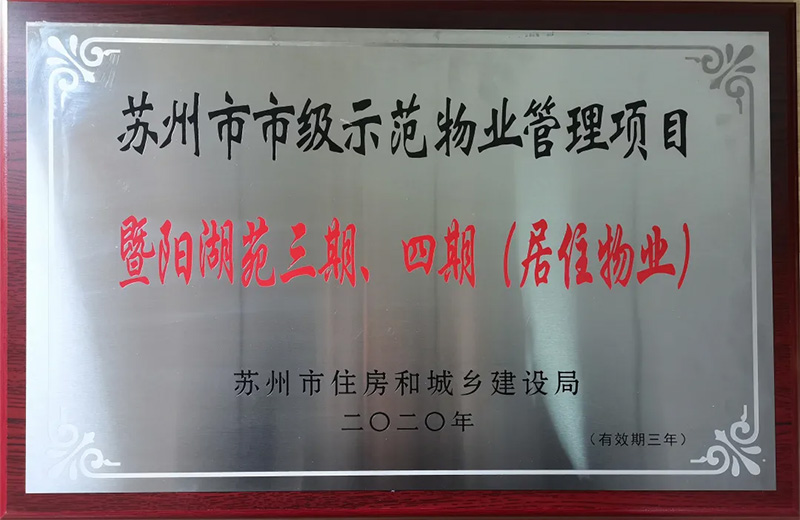 苏州市市级示范物业管理项目
暨阳湖苑三期、四期（居住物业）
苏州市住房和城乡建设局
二〇二〇年
（有效期三年）